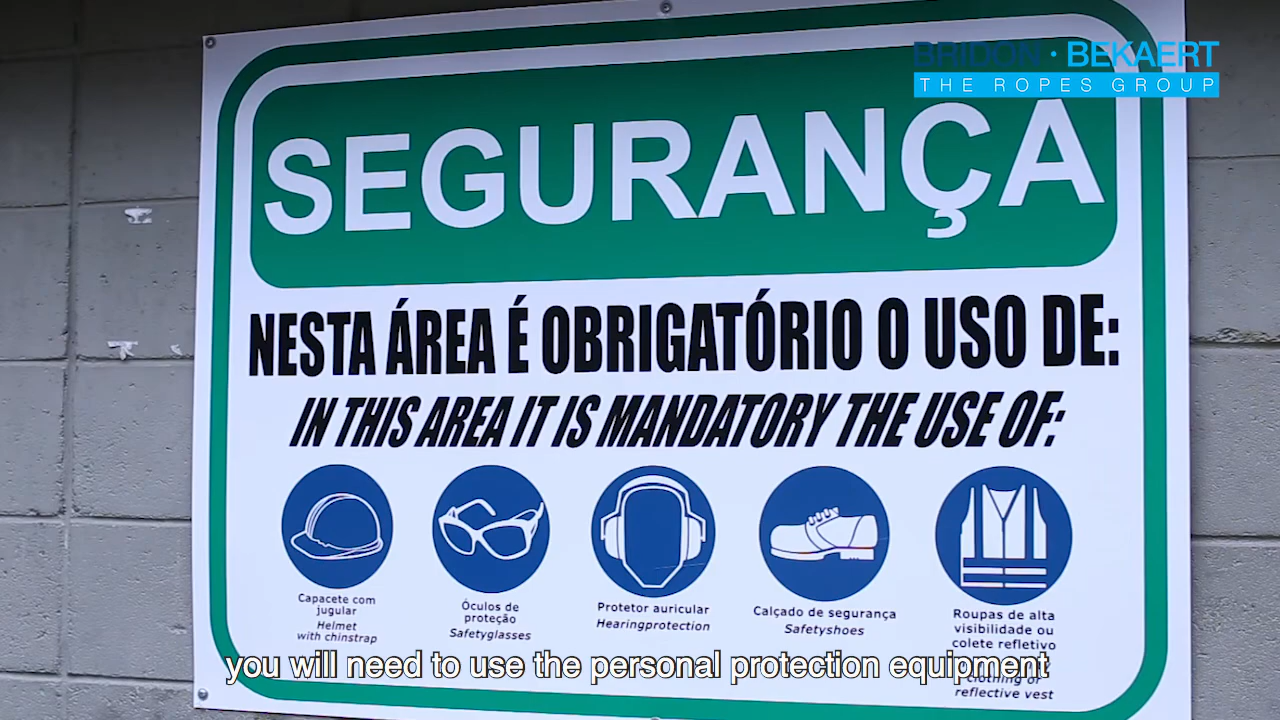 BRIDON • BEKAERT
THE ROPES GROUP
SEGURANÇA
NESTA ÁREA É OBRIGATÓRIO O USO DE:
IN THIS AREA IT IS MANDATORY THE USE OF:
Capacete com
jugular
Helmet
with chinstrap
Óculos de
proteção
Safetyglasses
Protetor auricular
Hearingprotection
Calçado de segurança
Safetyshoes
Roupas de alta
visibilidade ou
colete refletivo
clothing or
reflective vest
you will need to use the personal protection equipment